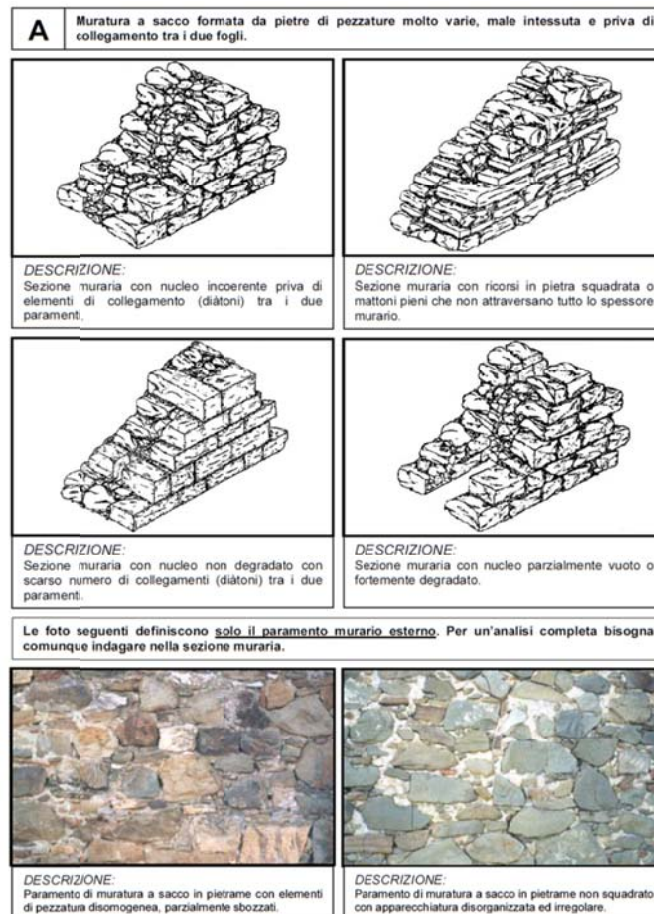 A
Muratura a sacco formata da pietre di pezzature molto varie, male intessuta e priva di
collegamento tra i due fogli.
DESCRIZIONE:
Sezione muraria con nucleo incoerente priva di
elementi di collegamento (diàtoni) tra i due
paramenti.
DESCRIZIONE:
Sezione muraria con ricorsi in pietra squadrata o
mattoni pieni che non attraversano tutto lo spessore
murario.
DESCRIZIONE:
Sezione muraria con nucleo non degradato con
scarso numero di collegamenti (diàtoni) tra i due
paramenti.
DESCRIZIONE:
Sezione muraria con nucleo parzialmente vuoto o
fortemente degradato.
Le foto seguenti definiscono solo il paramento murario esterno. Per un'analisi completa bisogna
comunque indagare nella sezione muraria.
DESCRIZIONE:
Paramento di muratura a sacco in pietrame con elementi
di pezzatura disomogenea, parzialmente sbozzati.
DESCRIZIONE:
Paramento di muratura a sacco in pietrame non squadrato
con apparecchiatura disorganizzata ed irregolare.